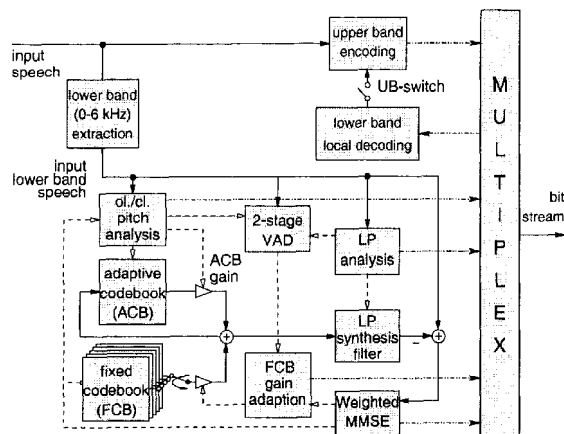 input
speech
upper band
encoding
UB-switch
lower band
(0-6 kHz)
extraction
lower band
local decoding
MULTIPLEX
bit
stream
input
lower band
speech
ol./cl.
pitch
analysis
2-stage
VAD
LP
analysis
ACB
gain
adaptive
codebook
(ACB)
LP
synthesis
filter
−
fixed
codebook
(FCB)
FCB
gain
adaption
Weighted
MMSE